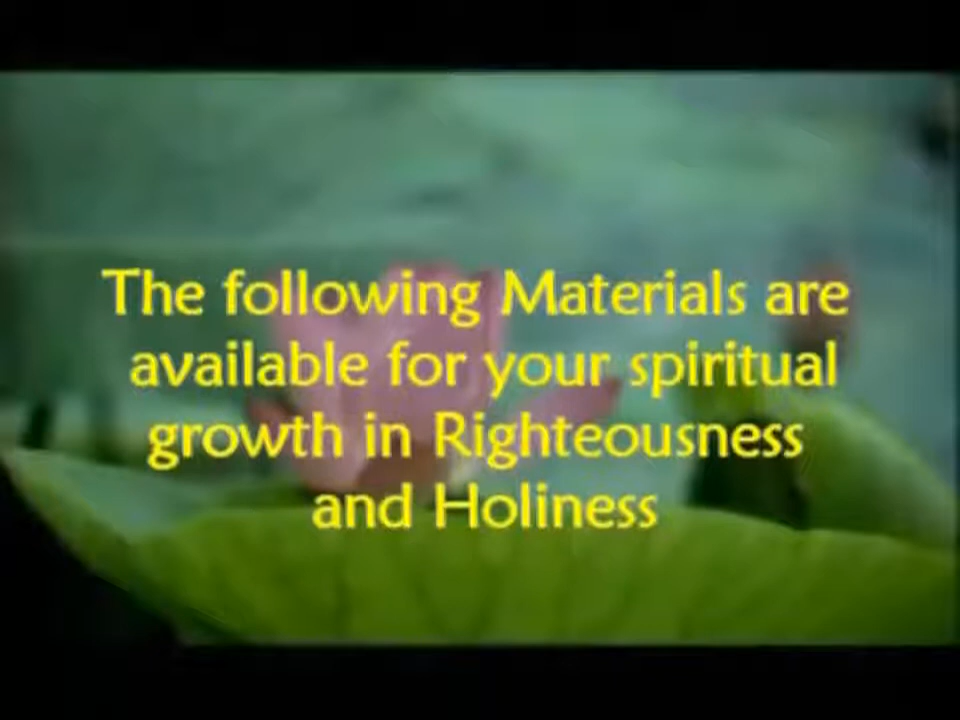 The following Materials are
available for your spiritual
growth in Righteousness
and Holiness